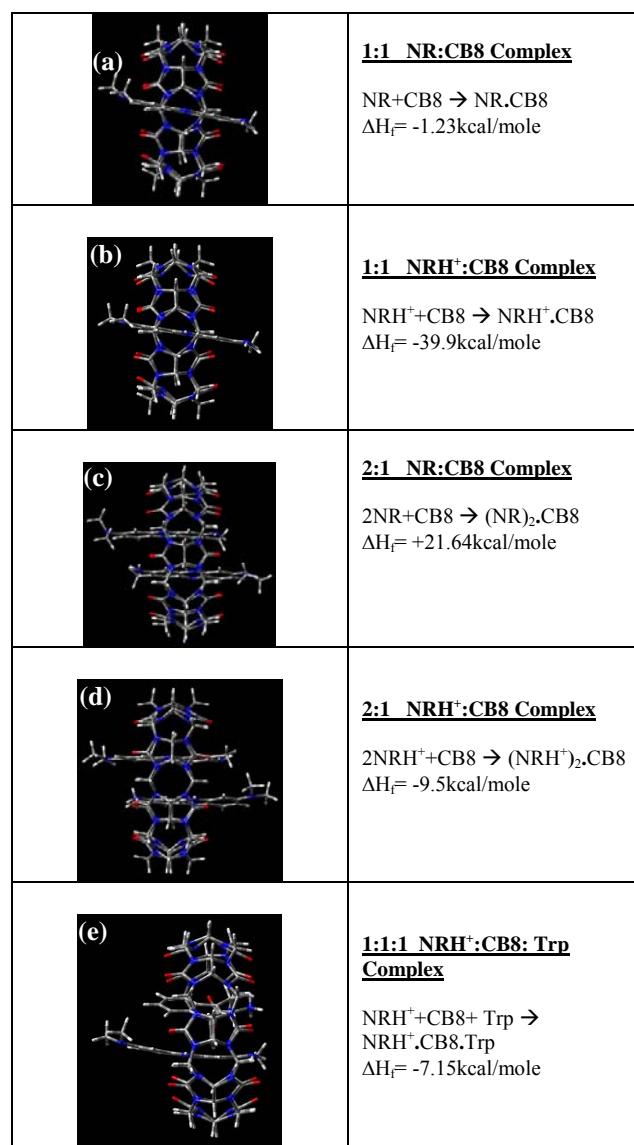 (a)
1:1 NR:CB8 Complex
NR+CB8 → NR.CB8
ΔHf= -1.23kcal/mole
(b)
1:1 NRH⁺:CB8 Complex
NRH⁺+CB8 → NRH⁺.CB8
ΔHf= -39.9kcal/mole
(c)
2:1 NR:CB8 Complex
2NR+CB8 → (NR)₂.CB8
ΔHf= +21.64kcal/mole
(d)
2:1 NRH⁺:CB8 Complex
2NRH⁺+CB8 → (NRH⁺)₂.CB8
ΔHf= -9.5kcal/mole
(e)
1:1:1 NRH⁺:CB8: Trp
Complex
NRH⁺+CB8+ Trp →
NRH⁺.CB8.Trp
ΔHf= -7.15kcal/mole